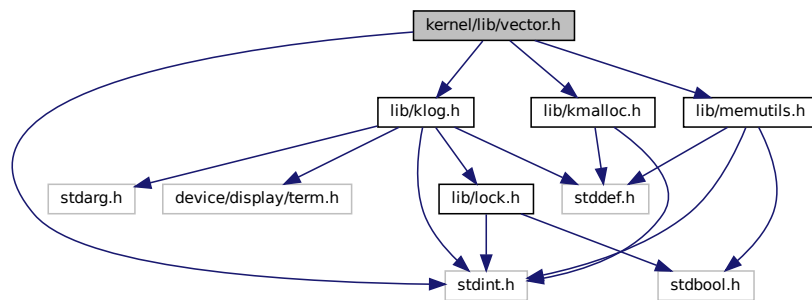 kernel/lib/vector.h
lib/klog.h
lib/kmalloc.h
lib/memutils.h
stdarg.h
device/display/term.h
lib/lock.h
stddef.h
stdint.h
stdbool.h